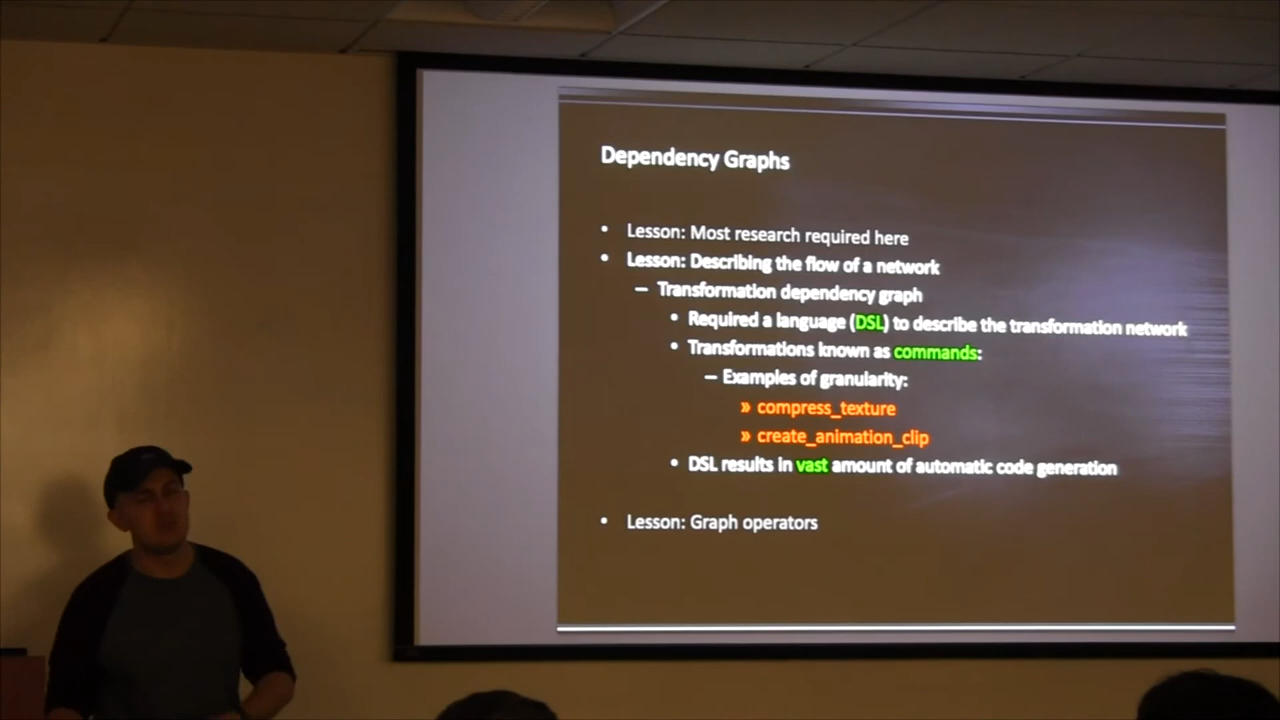 Dependency Graphs
• Lesson: Most research required here
• Lesson: Describing the flow of a network
– Transformation dependency graph
• Required a language (DSL) to describe the transformation network
• Transformations known as commands:
– Examples of granularity:
» compress_texture
» create_animation_clip
• DSL results in vast amount of automatic code generation
• Lesson: Graph operators